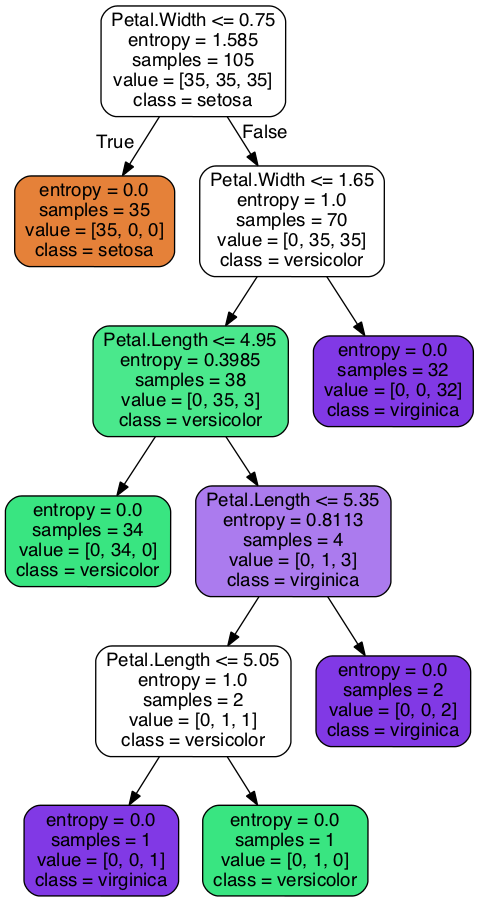 Petal.Width <= 0.75
entropy = 1.585
samples = 105
value = [35, 35, 35]
class = setosa
True
False
entropy = 0.0
samples = 35
value = [35, 0, 0]
class = setosa
Petal.Width <= 1.65
entropy = 1.0
samples = 70
value = [0, 35, 35]
class = versicolor
Petal.Length <= 4.95
entropy = 0.3985
samples = 38
value = [0, 35, 3]
class = versicolor
entropy = 0.0
samples = 32
value = [0, 0, 32]
class = virginica
entropy = 0.0
samples = 34
value = [0, 34, 0]
class = versicolor
Petal.Length <= 5.35
entropy = 0.8113
samples = 4
value = [0, 1, 3]
class = virginica
Petal.Length <= 5.05
entropy = 1.0
samples = 2
value = [0, 1, 1]
class = versicolor
entropy = 0.0
samples = 2
value = [0, 0, 2]
class = virginica
entropy = 0.0
samples = 1
value = [0, 0, 1]
class = virginica
entropy = 0.0
samples = 1
value = [0, 1, 0]
class = versicolor